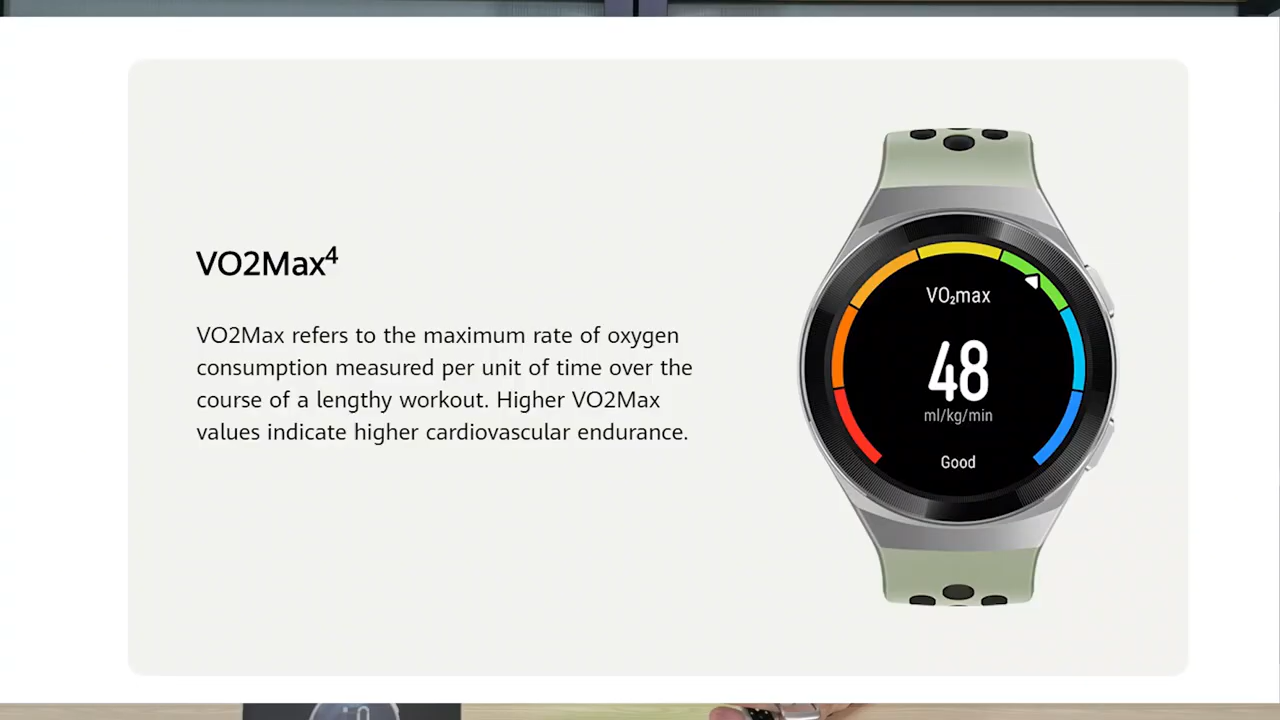 VO2Max⁴
VO2Max refers to the maximum rate of oxygen
consumption measured per unit of time over the
course of a lengthy workout. Higher VO2Max
values indicate higher cardiovascular endurance.
VO₂max
48
ml/kg/min
Good